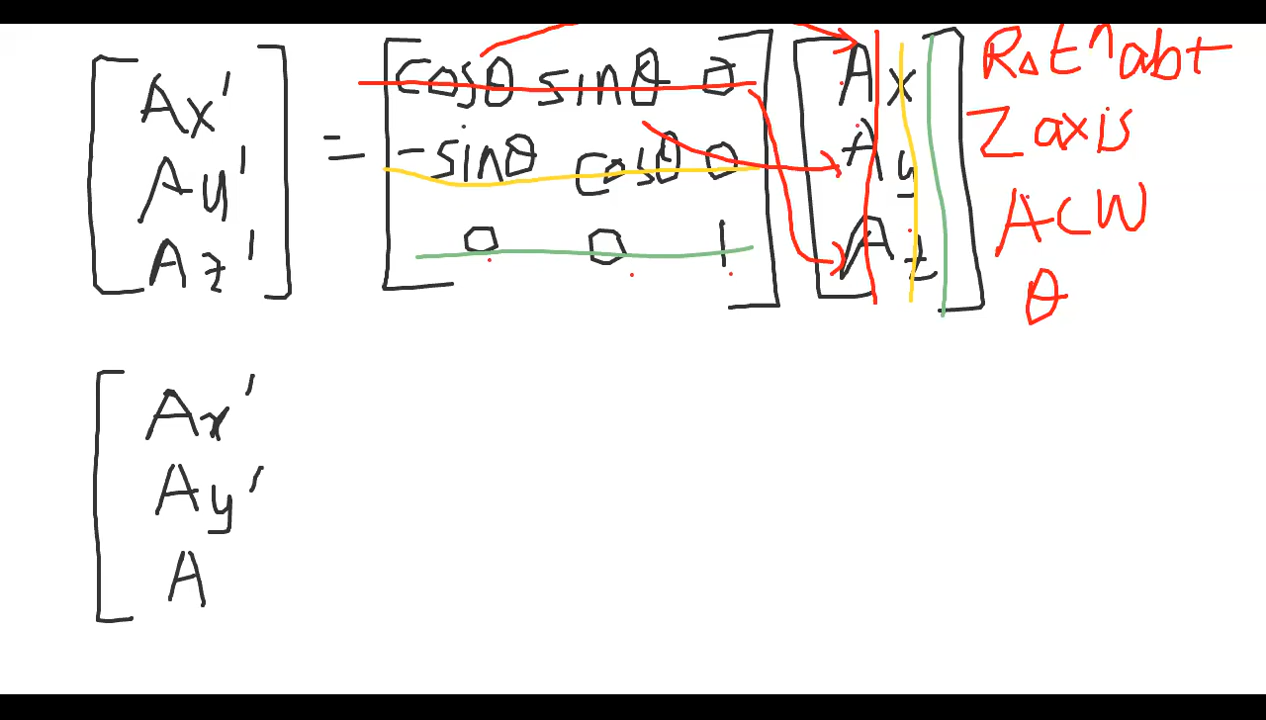 [Ax' Ay' Az'] = [cosθ sinθ 0; -sinθ cosθ 0; 0 0 1] [Ax Ay Az]
Rotn abt
Z axis
ACW
θ
[Ax'
Ay'
A